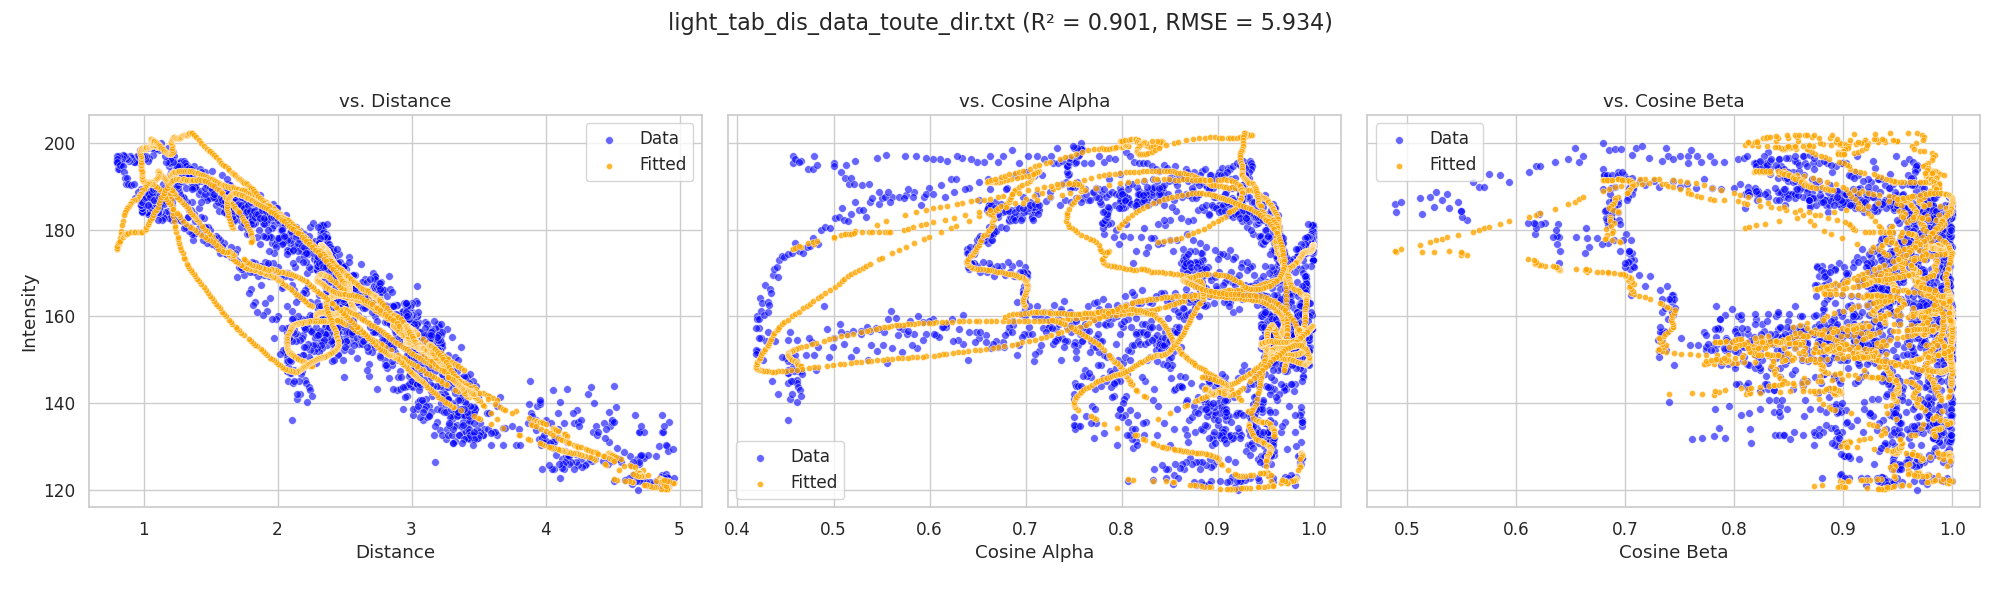 light_tab_dis_data_toute_dir.txt (R² = 0.901, RMSE = 5.934)
vs. Distance
Data
Fitted
Intensity
200
180
160
140
120
1 2 3 4 5
Distance
vs. Cosine Alpha
Data
Fitted
0.4 0.5 0.6 0.7 0.8 0.9 1.0
Cosine Alpha
vs. Cosine Beta
Data
Fitted
0.5 0.6 0.7 0.8 0.9 1.0
Cosine Beta